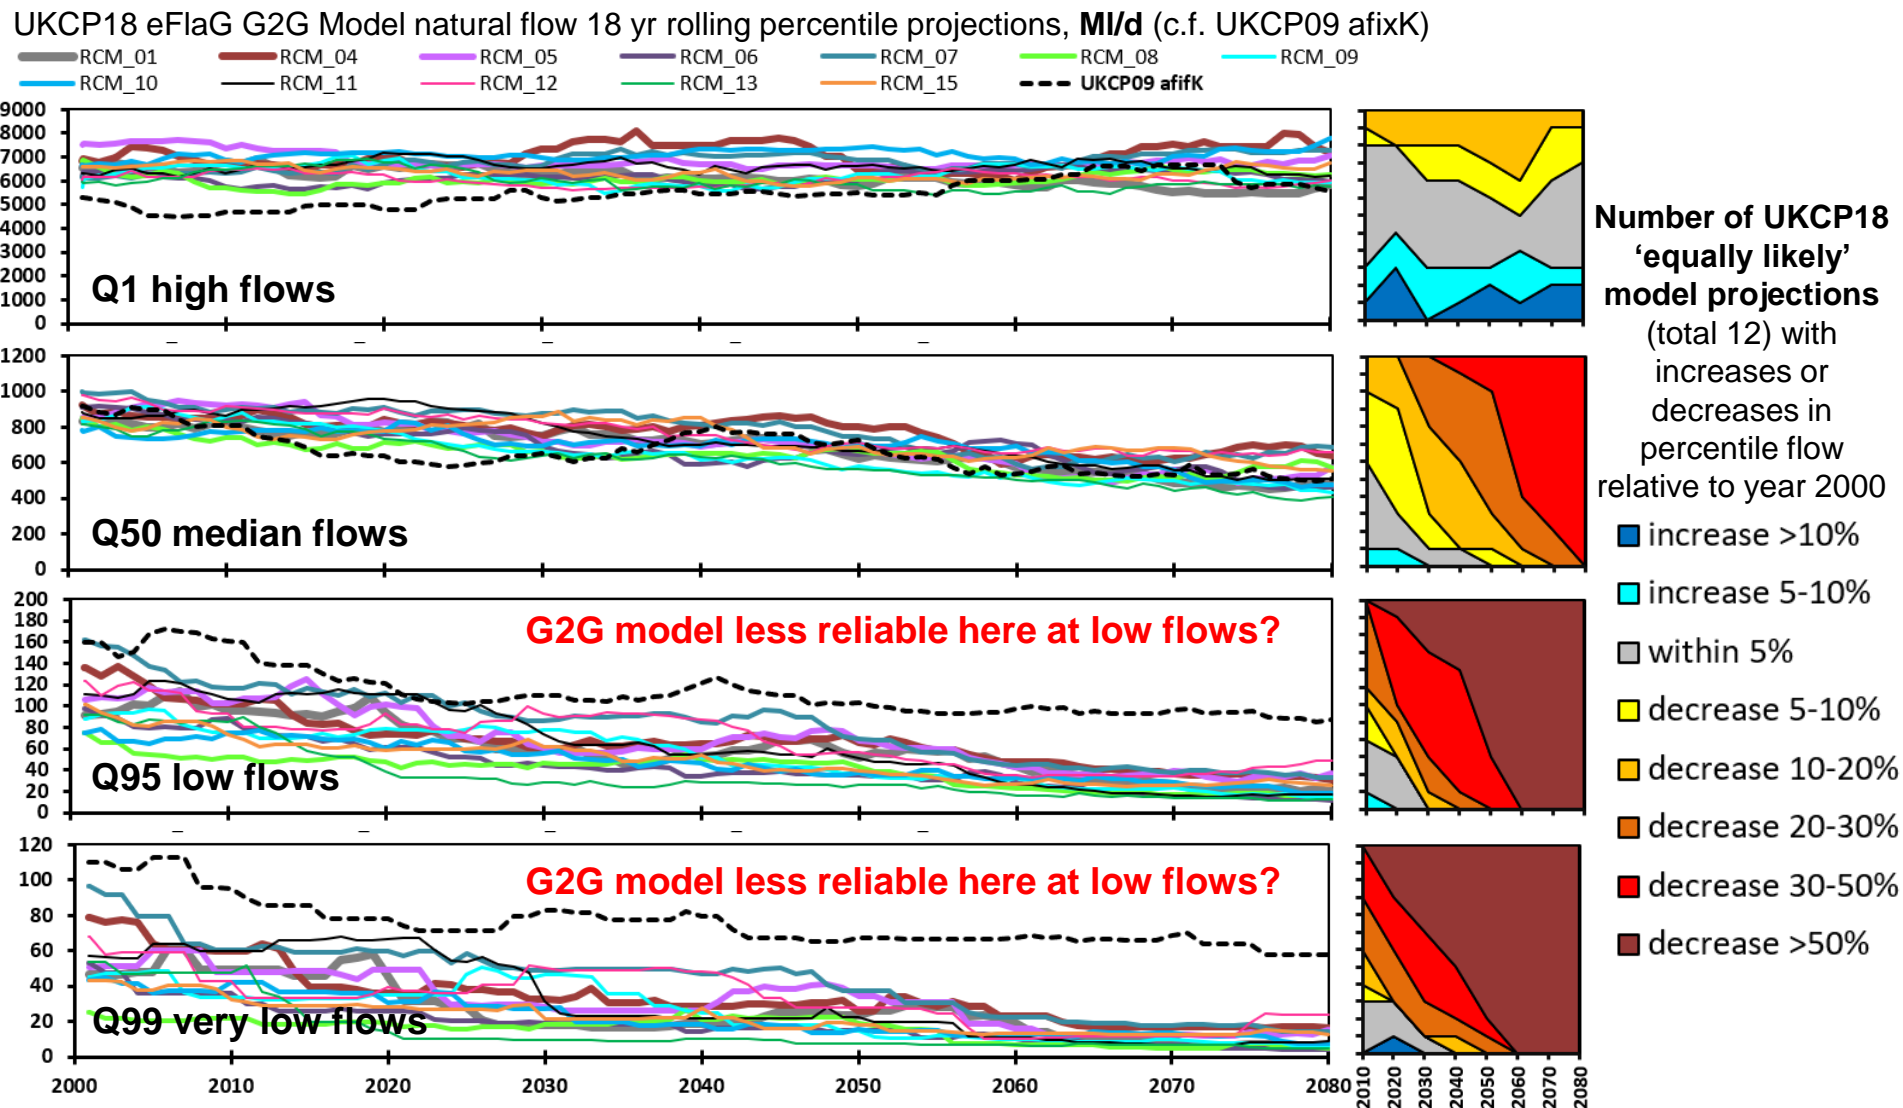 UKCP18 eFlaG G2G Model natural flow 18 yr rolling percentile projections, Ml/d (c.f. UKCP09 afixK)
RCM_01 RCM_04 RCM_05 RCM_06 RCM_07 RCM_08 RCM_09
RCM_10 RCM_11 RCM_12 RCM_13 RCM_15 UKCP09 afifK
9000
8000
7000
6000
5000
4000
3000
2000
1000
0
Q1 high flows
1200
1000
800
600
400
200
0
Q50 median flows
200
180
160
140
120
100
80
60
40
20
0
G2G model less reliable here at low flows?
Q95 low flows
120
100
80
60
40
20
0
G2G model less reliable here at low flows?
Q99 very low flows
2000 2010 2020 2030 2040 2050 2060 2070 2080
2010 2020 2030 2040 2050 2060 2070 2080
Number of UKCP18
‘equally likely’
model projections
(total 12) with
increases or
decreases in
percentile flow
relative to year 2000
increase >10%
increase 5-10%
within 5%
decrease 5-10%
decrease 10-20%
decrease 20-30%
decrease 30-50%
decrease >50%